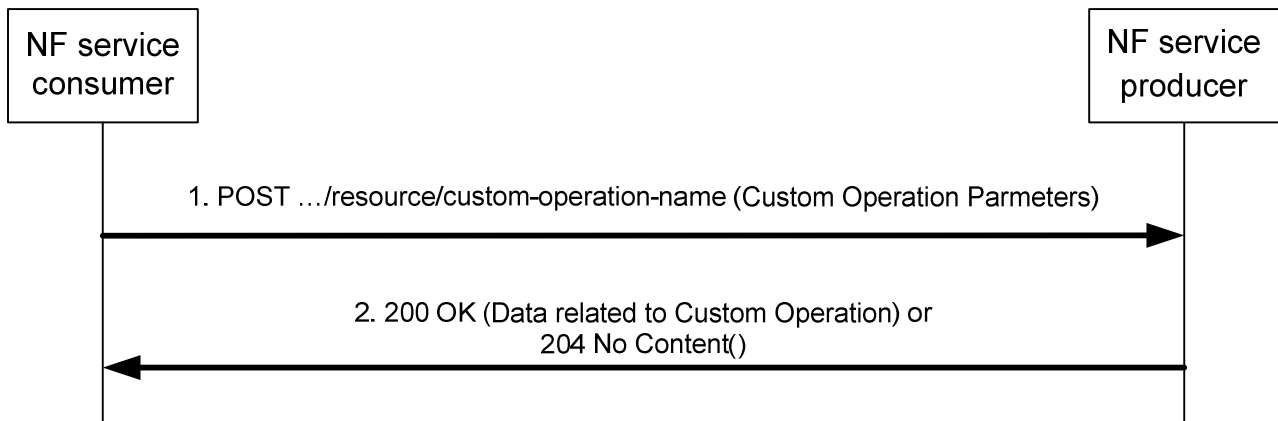 NF service
consumer
NF service
producer
1. POST …/resource/custom-operation-name (Custom Operation Parmeters)
2. 200 OK (Data related to Custom Operation) or
204 No Content()